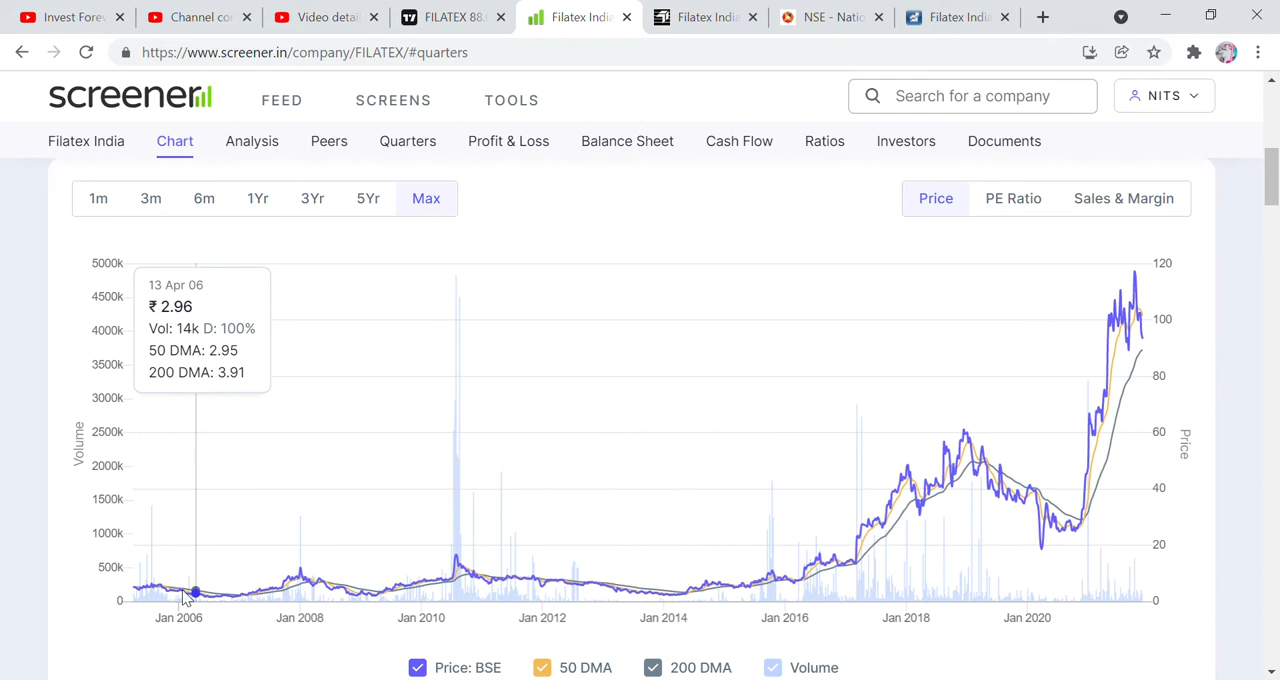 Invest Forev
Channel co
Video detai
FILATEX 88.
Filatex India
Filatex India
NSE - Natio
Filatex India
https://www.screener.in/company/FILATEX/#quarters
screener
FEED
SCREENS
TOOLS
Search for a company
NITS
Filatex India
Chart
Analysis
Peers
Quarters
Profit & Loss
Balance Sheet
Cash Flow
Ratios
Investors
Documents
1m
3m
6m
1Yr
3Yr
5Yr
Max
Price
PE Ratio
Sales & Margin
5000k
4500k
4000k
3500k
3000k
2500k
2000k
1500k
1000k
500k
0
Volume
13 Apr 06
₹ 2.96
Vol: 14k D: 100%
50 DMA: 2.95
200 DMA: 3.91
120
100
80
60
40
20
0
Price
Jan 2006
Jan 2008
Jan 2010
Jan 2012
Jan 2014
Jan 2016
Jan 2018
Jan 2020
Price: BSE
50 DMA
200 DMA
Volume